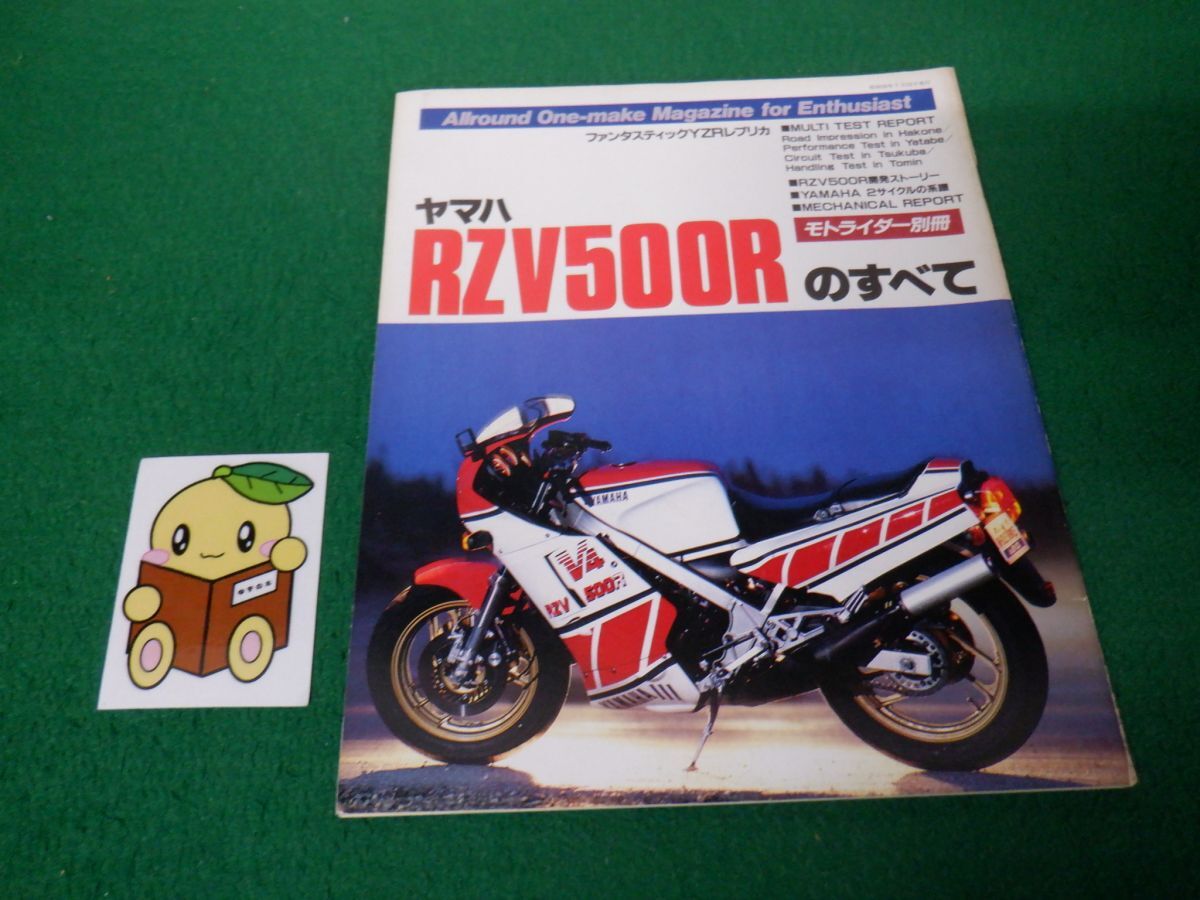 Allround One-make Magazine for Enthusiast
ファンタスティックYZRレプリカ
■MULTI TEST REPORT
Road Impression in Hakone/
Performance Test in Yatabe/
Circuit Test in Tsukuba/
Handling Test in Tomin
■RZV500R開発ストーリー
■YAMAHA 2サイクルの系譜
■MECHANICAL REPORT
モトライダー別冊
ヤマハ
RZV500R のすべて
YAMAHA
V4
RZV 500R
YAMAHA